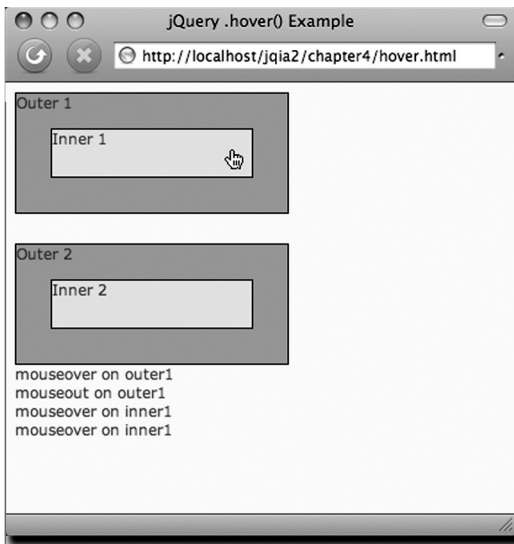 jQuery .hover() Example
http://localhost/jqia2/chapter4/hover.html
Outer 1
Inner 1
Outer 2
Inner 2
mouseover on outer1
mouseout on outer1
mouseover on inner1
mouseover on inner1